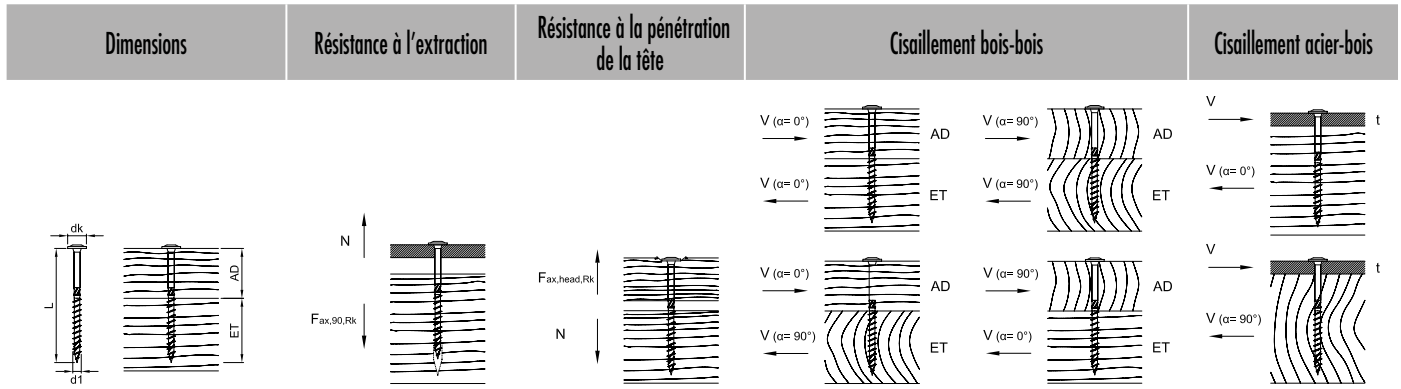 Dimensions
Résistance à l'extraction
Résistance à la pénétration
de la tête
Cisaillement bois-bois
Cisaillement acier-bois
dk
L
d1
AD
ET
N
Fax,90,Rk
Fax,head,Rk
N
V (α= 0°)
V (α= 0°)
AD
ET
V (α= 90°)
V (α= 90°)
AD
ET
V (α= 0°)
V (α= 90°)
AD
ET
V (α= 90°)
V (α= 0°)
AD
ET
V
t
V (α= 0°)
V
t
V (α= 90°)